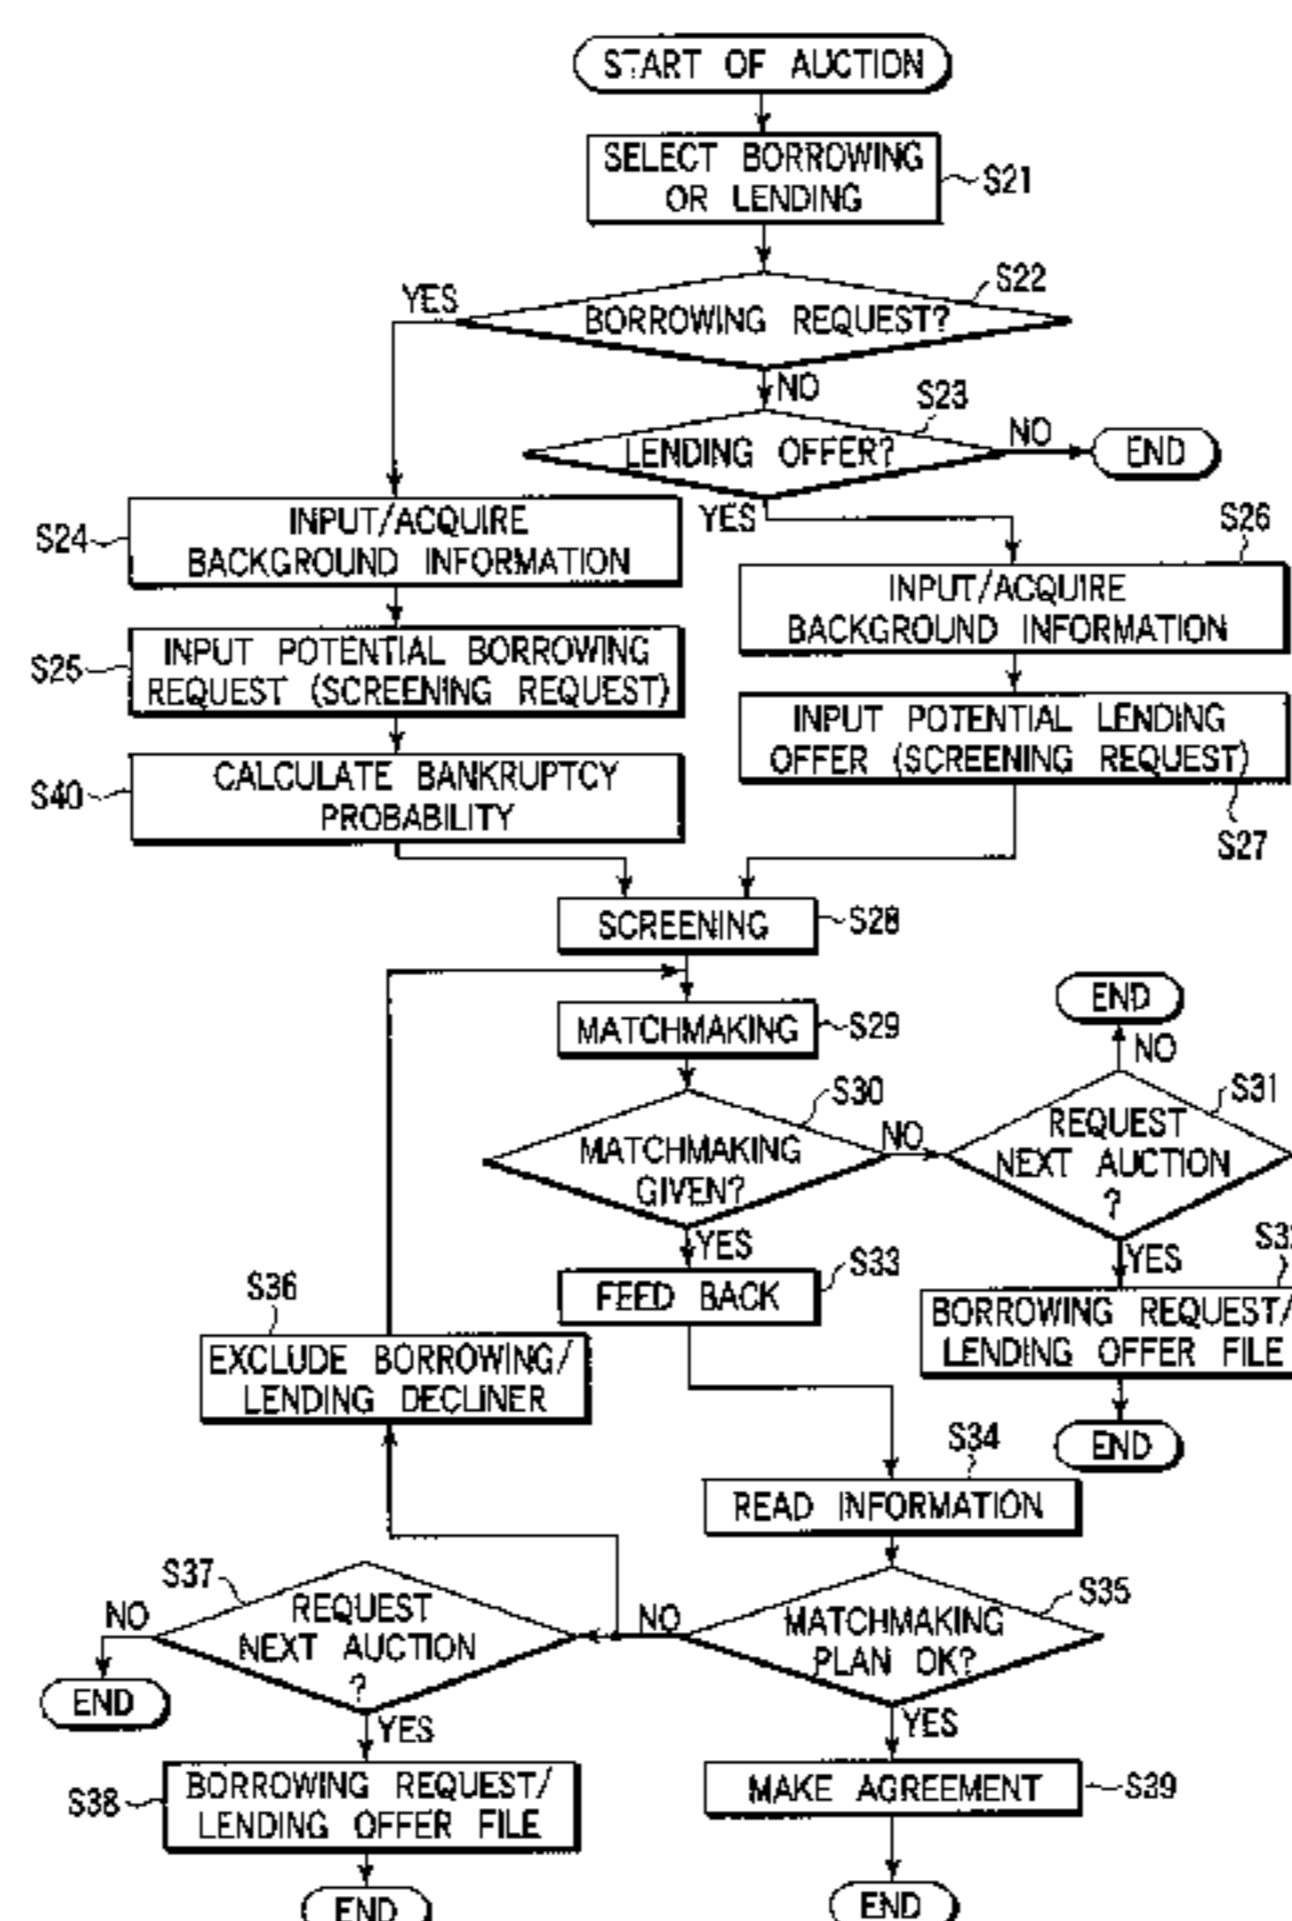 START OF AUCTION
SELECT BORROWING
OR LENDING
S21
S22
YES
BORROWING REQUEST?
NO
S23
LENDING OFFER?
NO
END
YES
S24
INPUT/ACQUIRE
BACKGROUND INFORMATION
S26
INPUT/ACQUIRE
BACKGROUND INFORMATION
S25
INPUT POTENTIAL BORROWING
REQUEST (SCREENING REQUEST)
INPUT POTENTIAL LENDING
OFFER (SCREENING REQUEST)
S27
S40
CALCULATE BANKRUPTCY
PROBABILITY
SCREENING
S28
MATCHMAKING
S29
END
NO
S30
MATCHMAKING
GIVEN?
NO
S31
REQUEST
NEXT AUCTION
?
YES
YES
S33
FEED BACK
BORROWING REQUEST/
LENDING OFFER FILE
END
S36
EXCLUDE BORROWING/
LENDING DECLINER
S34
READ INFORMATION
S35
MATCHMAKING
PLAN OK?
NO
S37
REQUEST
NEXT AUCTION
?
NO
END
YES
YES
S38
BORROWING REQUEST/
LENDING OFFER FILE
END
MAKE AGREEMENT
S39
END